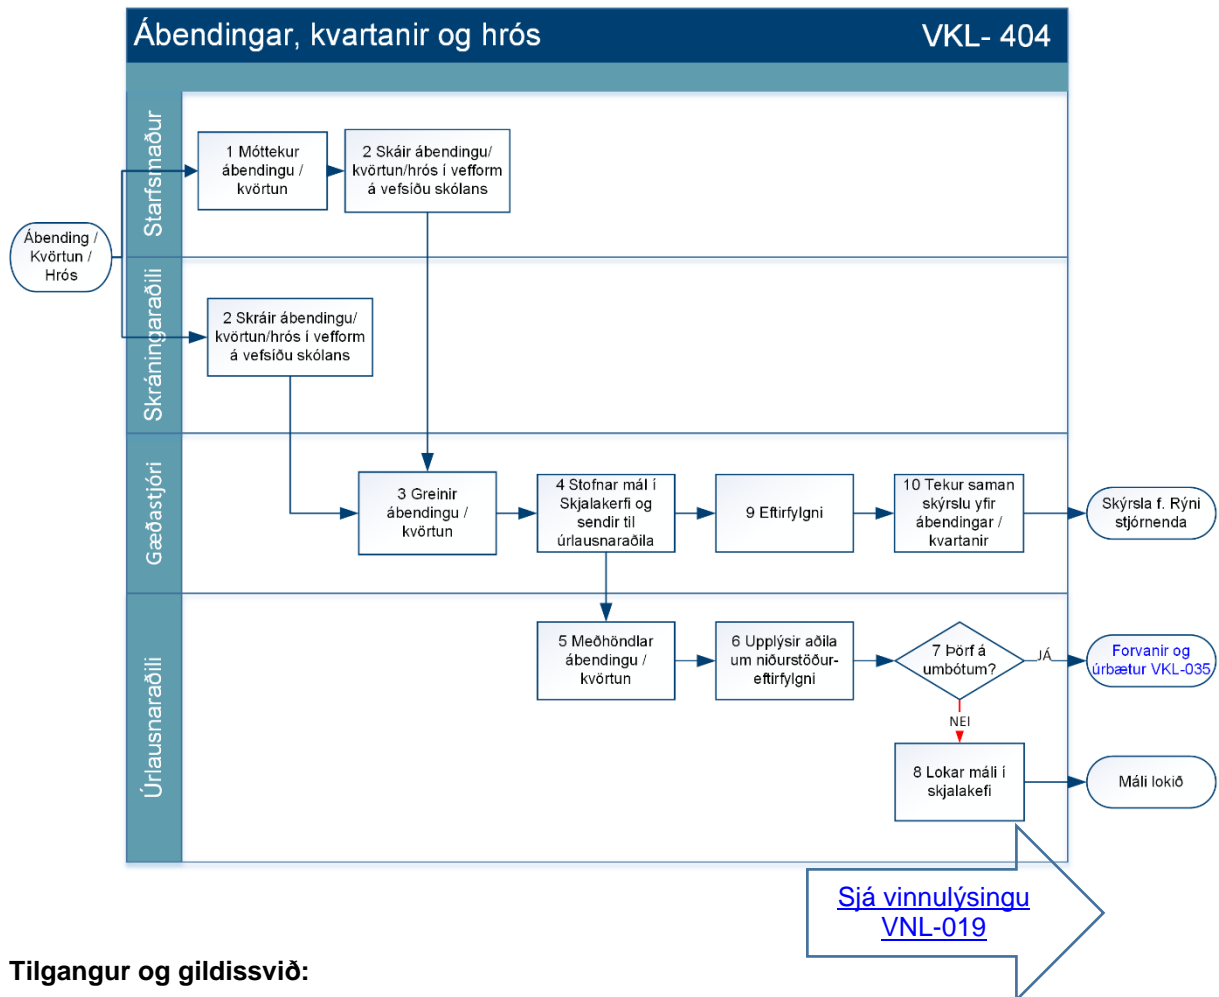 Ábendingar, kvartanir og hrós
VKL- 404
Starfsmaður
1 Móttekur
ábendingu /
kvörtun
2 Skáir ábendingu/
kvörtun/hrós í vefform
á vefsíðu skólans
Ábending /
Kvörtun /
Hrós
Skráningaraðili
2 Skráir ábendingu/
kvörtun/hrós í vefform
á vefsíðu skólans
Gæðastjóri
3 Greinir
ábendingu /
kvörtun
4 Stofnar mál í
Skjalakerfi og
sendir til
úrlausnaraðila
9 Eftirfylgni
10 Tekur saman
skýrslu yfir
ábendingar /
kvartanir
Skýrsla f. Rýni
stjórnenda
Úrlausnaraðili
5 Meðhöndlar
ábendingu /
kvörtun
6 Upplýsir aðila
um niðurstöður-
eftirfylgni
7 Þörf á
umbótum?
JÁ
Forvanir og
úrbætur VKL-035
NEI
8 Lokar máli í
skjalakefi
Máli lokið
Sjá vinnulýsingu
VNL-019
Tilgangur og gildissvið: